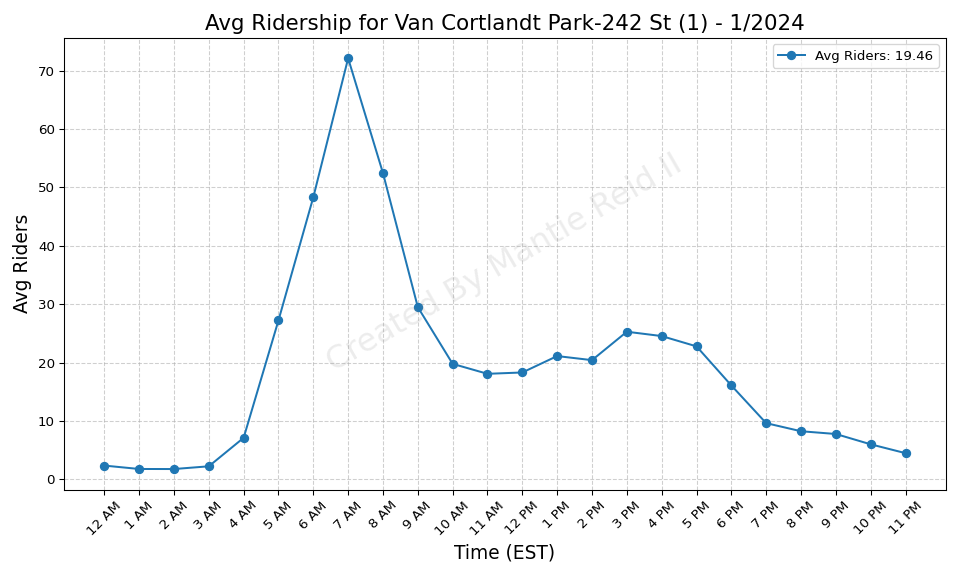 Avg Ridership for Van Cortlandt Park-242 St (1) - 1/2024
Avg Riders: 19.46
70
60
50
40
30
20
10
0
Avg Riders
Created By Mantie Reid II
12 AM
1 AM
2 AM
3 AM
4 AM
5 AM
6 AM
7 AM
8 AM
9 AM
10 AM
11 AM
12 PM
1 PM
2 PM
3 PM
4 PM
5 PM
6 PM
7 PM
8 PM
9 PM
10 PM
11 PM
Time (EST)